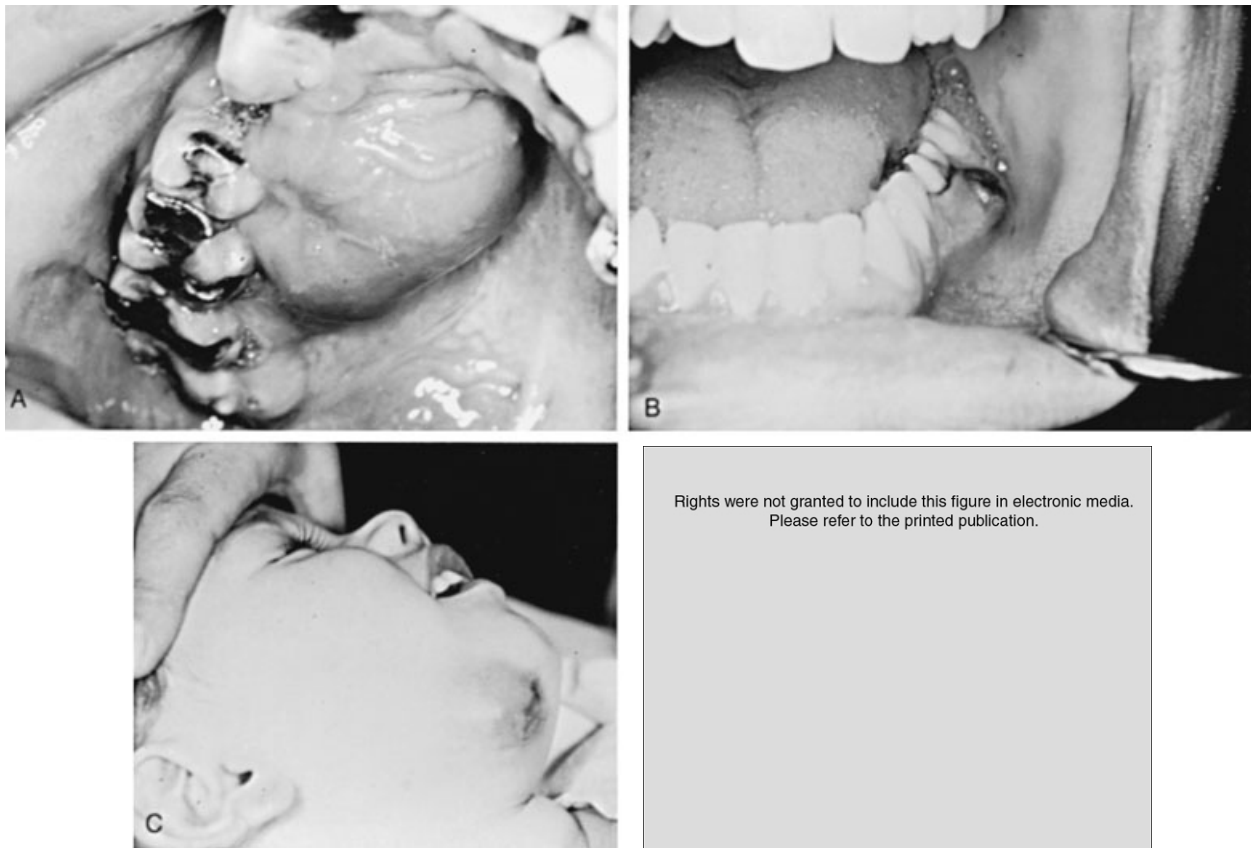 A
B
Rights were not granted to include this figure in electronic media.
Please refer to the printed publication.
C